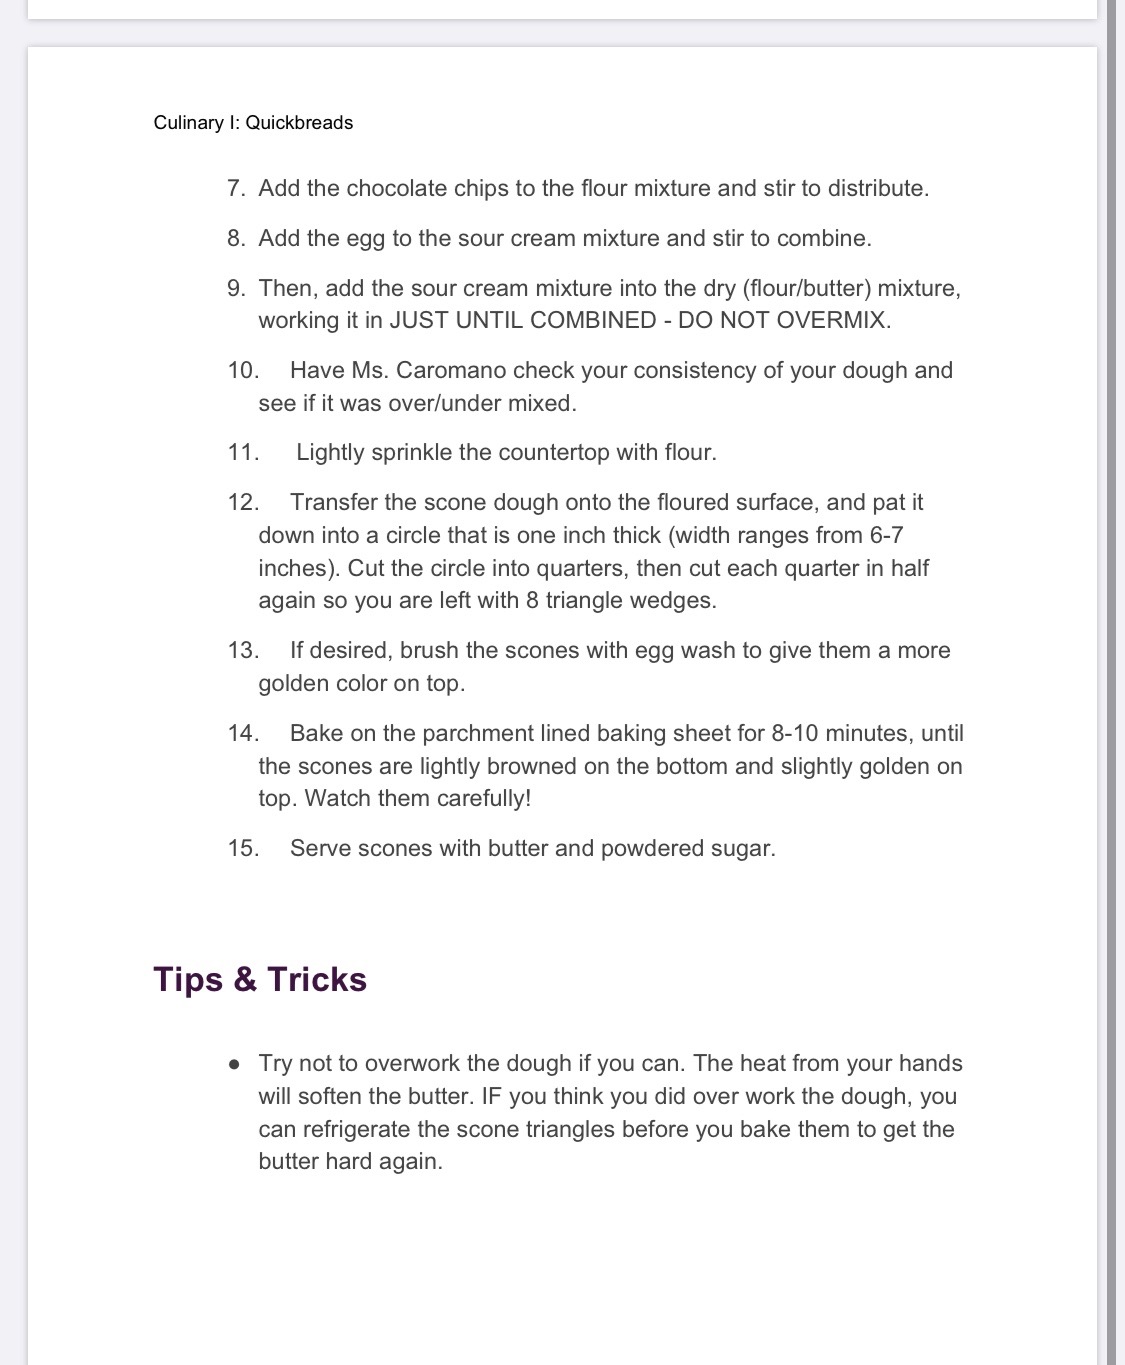 Culinary I: Quickbreads
7. Add the chocolate chips to the flour mixture and stir to distribute.
8. Add the egg to the sour cream mixture and stir to combine.
9. Then, add the sour cream mixture into the dry (flour/butter) mixture,
working it in JUST UNTIL COMBINED - DO NOT OVERMIX.
10. Have Ms. Caromano check your consistency of your dough and
see if it was over/under mixed.
11. Lightly sprinkle the countertop with flour.
12. Transfer the scone dough onto the floured surface, and pat it
down into a circle that is one inch thick (width ranges from 6-7
inches). Cut the circle into quarters, then cut each quarter in half
again so you are left with 8 triangle wedges.
13. If desired, brush the scones with egg wash to give them a more
golden color on top.
14. Bake on the parchment lined baking sheet for 8-10 minutes, until
the scones are lightly browned on the bottom and slightly golden on
top. Watch them carefully!
15. Serve scones with butter and powdered sugar.
Tips & Tricks
● Try not to overwork the dough if you can. The heat from your hands
will soften the butter. IF you think you did over work the dough, you
can refrigerate the scone triangles before you bake them to get the
butter hard again.